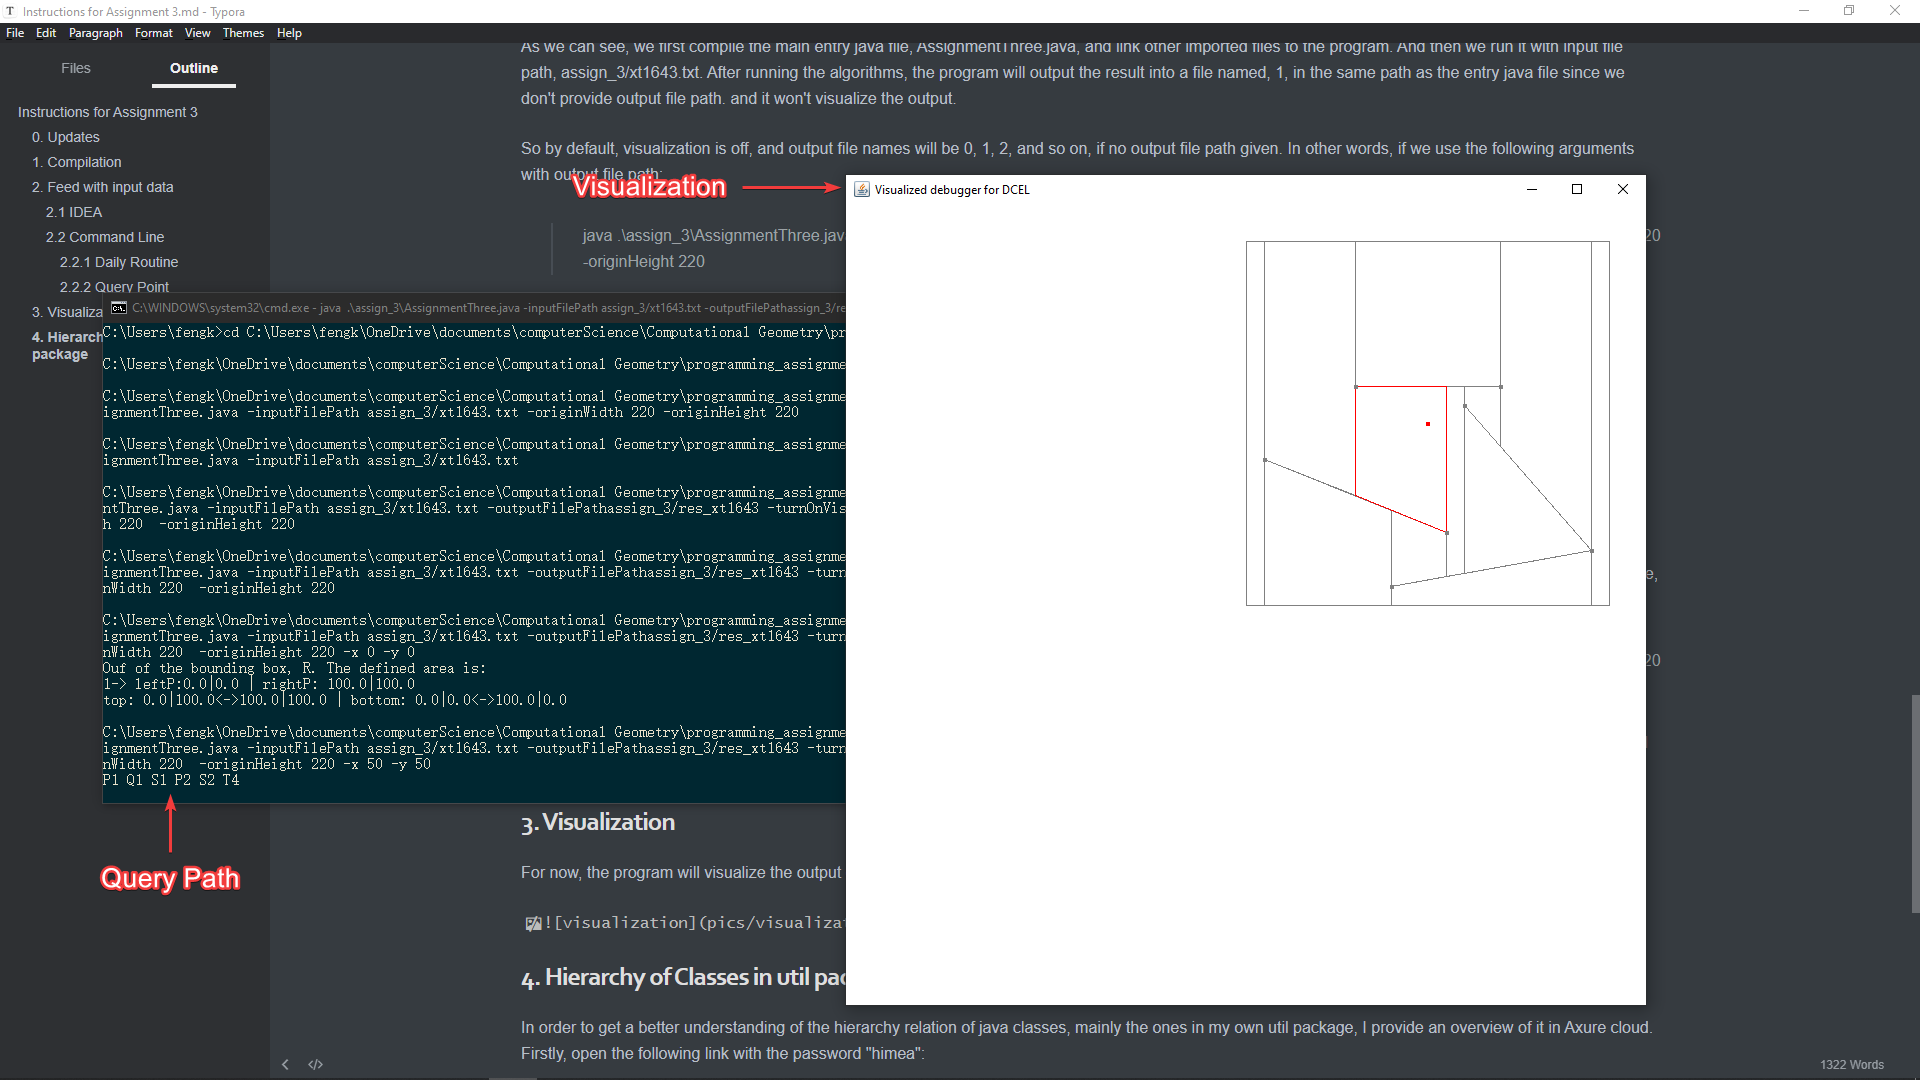 Instructions for Assignment 3.md - Typora
File Edit Paragraph Format View Themes Help
Files Outline
Instructions for Assignment 3
0. Updates
1. Compilation
2. Feed with input data
2.1 IDEA
2.2 Command Line
2.2.1 Daily Routine
2.2.2 Query Point
3. Visualiza
4. Hierarch
package
As we can see, we first compile the main entry java file, AssignmentThree.java, and link other imported files to the program. And then we run it with input file
path, assign_3/xt1643.txt. After running the algorithms, the program will output the result into a file named, 1, in the same path as the entry java file since we
don't provide output file path. and it won't visualize the output.
So by default, visualization is off, and output file names will be 0, 1, 2, and so on, if no output file path given. In other words, if we use the following arguments
with output file path:
Visualization
java .\assign_3\AssignmentThree.jav
20
-originHeight 220
Visualized debugger for DCEL
C:\WINDOWS\system32\cmd.exe - java .\assign_3\AssignmentThree.java -inputFilePath assign_3/xt1643.txt -outputFilePathassign_3/re
C:\Users\fengk>cd C:\Users\fengk\OneDrive\documents\computerScience\Computational Geometry\pr
C:\Users\fengk\OneDrive\documents\computerScience\Computational Geometry\programming_assignme
C:\Users\fengk\OneDrive\documents\computerScience\Computational Geometry\programming_assignme
ignmentThree.java -inputFilePath assign_3/xt1643.txt -originWidth 220 -originHeight 220
C:\Users\fengk\OneDrive\documents\computerScience\Computational Geometry\programming_assignme
ignmentThree.java -inputFilePath assign_3/xt1643.txt
C:\Users\fengk\OneDrive\documents\computerScience\Computational Geometry\programming_assignme
ntThree.java -inputFilePath assign_3/xt1643.txt -outputFilePathassign_3/res_xt1643 -turnOnVis
h 220  -originHeight 220
C:\Users\fengk\OneDrive\documents\computerScience\Computational Geometry\programming_assignme
ignmentThree.java -inputFilePath assign_3/xt1643.txt -outputFilePathassign_3/res_xt1643 -turn
nWidth 220  -originHeight 220
C:\Users\fengk\OneDrive\documents\computerScience\Computational Geometry\programming_assignme
ignmentThree.java -inputFilePath assign_3/xt1643.txt -outputFilePathassign_3/res_xt1643 -turn
nWidth 220  -originHeight 220 -x 0 -y 0
Ouf of the bounding box, R. The defined area is:
1-> leftP:0.0|0.0 | rightP: 100.0|100.0
top: 0.0|100.0<->100.0|100.0 | bottom: 0.0|0.0<->100.0|0.0
C:\Users\fengk\OneDrive\documents\computerScience\Computational Geometry\programming_assignme
ignmentThree.java -inputFilePath assign_3/xt1643.txt -outputFilePathassign_3/res_xt1643 -turn
nWidth 220  -originHeight 220 -x 50 -y 50
P1 Q1 S1 P2 S2 T4
Query Path
e,
20
3. Visualization
For now, the program will visualize the output
![visualization](pics/visualizat
4. Hierarchy of Classes in util pac
In order to get a better understanding of the hierarchy relation of java classes, mainly the ones in my own util package, I provide an overview of it in Axure cloud.
Firstly, open the following link with the password "himea":
1322 Words